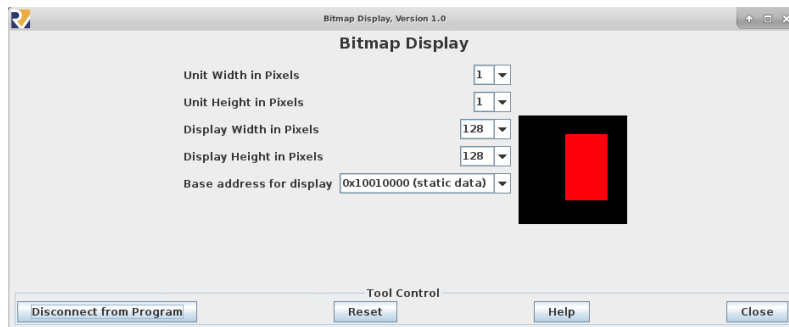 Bitmap Display, Version 1.0
Bitmap Display
Unit Width in Pixels 1
Unit Height in Pixels 1
Display Width in Pixels 128
Display Height in Pixels 128
Base address for display 0x10010000 (static data)
Tool Control
Disconnect from Program Reset Help Close